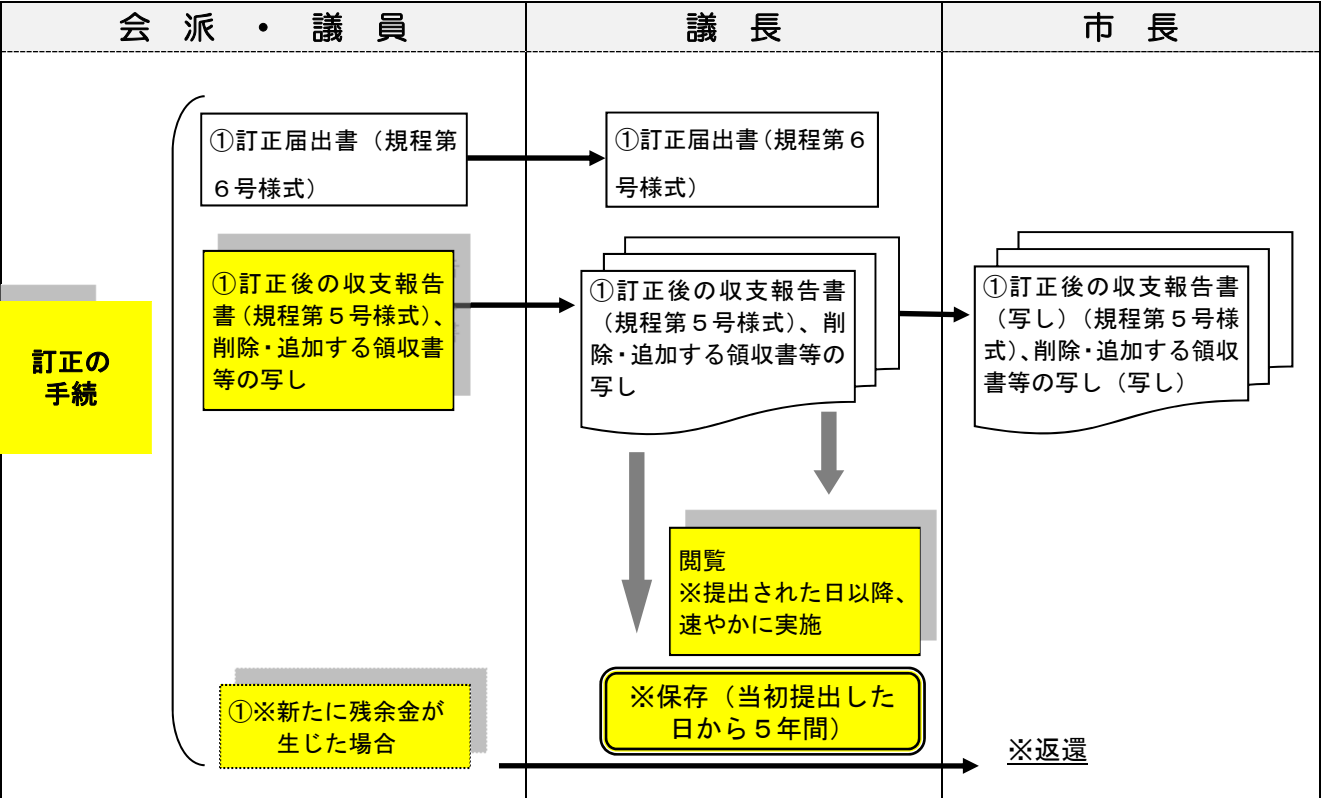 会派・議員
議長
市長
訂正の
手続
①訂正届出書（規程第
６号様式）
①訂正届出書（規程第６
号様式）
①訂正後の収支報告
書（規程第５号様式）、
削除・追加する領収書
等の写し
①訂正後の収支報告書
（規程第５号様式）、削
除・追加する領収書等の
写し
①訂正後の収支報告書
（写し）（規程第５号様
式）、削除・追加する領収
書等の写し（写し）
閲覧
※提出された日以降、
速やかに実施
※保存（当初提出した
日から５年間）
①※新たに残余金が
生じた場合
※返還